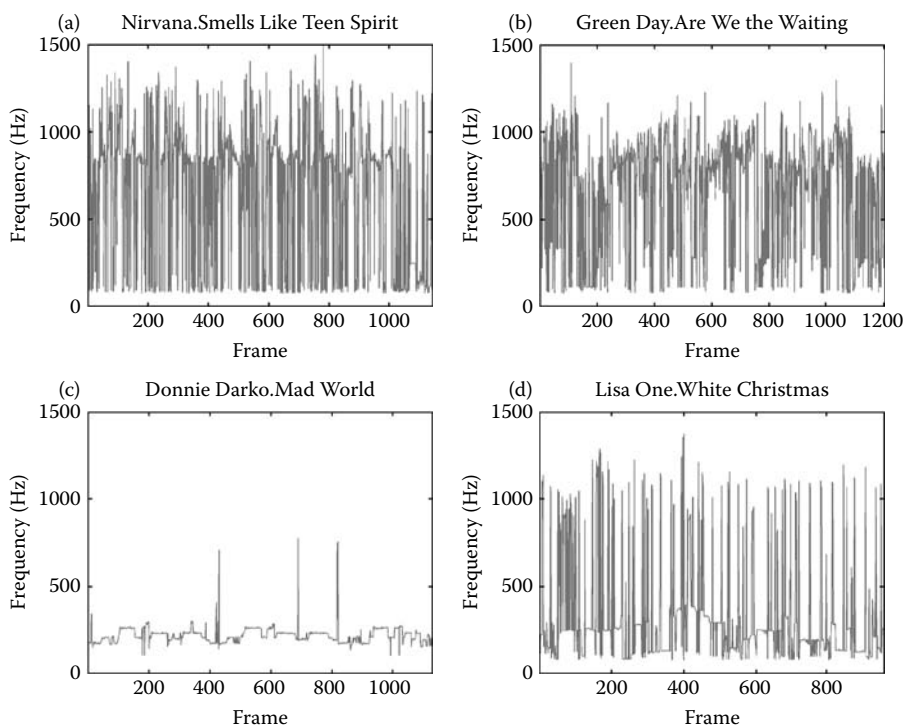 (a) Nirvana.Smells Like Teen Spirit
1500
1000
500
0
Frequency (Hz)
200 400 600 800 1000
Frame
(b) Green Day.Are We the Waiting
1500
1000
500
0
Frequency (Hz)
200 400 600 800 1000 1200
Frame
(c) Donnie Darko.Mad World
1500
1000
500
0
Frequency (Hz)
200 400 600 800 1000
Frame
(d) Lisa One.White Christmas
1500
1000
500
0
Frequency (Hz)
200 400 600 800
Frame